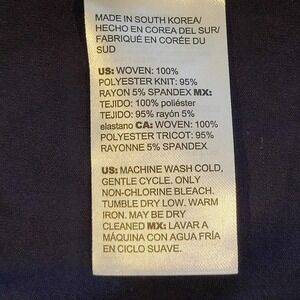 MADE IN SOUTH KOREA/
HECHO EN COREA DEL SUR/
FABRIQUÉ EN CORÉE DU
SUD
US: WOVEN: 100%
POLYESTER KNIT: 95%
RAYON 5% SPANDEX MX:
TEJIDO: 100% poliéster
TEJIDO: 95% rayón 5%
elastano CA: WOVEN: 100%
POLYESTER TRICOT: 95%
RAYONNE 5% SPANDEX
US: MACHINE WASH COLD,
GENTLE CYCLE. ONLY
NON-CHLORINE BLEACH.
TUMBLE DRY LOW. WARM
IRON. MAY BE DRY
CLEANED MX: LAVAR A
MÁQUINA CON AGUA FRÍA
EN CICLO SUAVE.